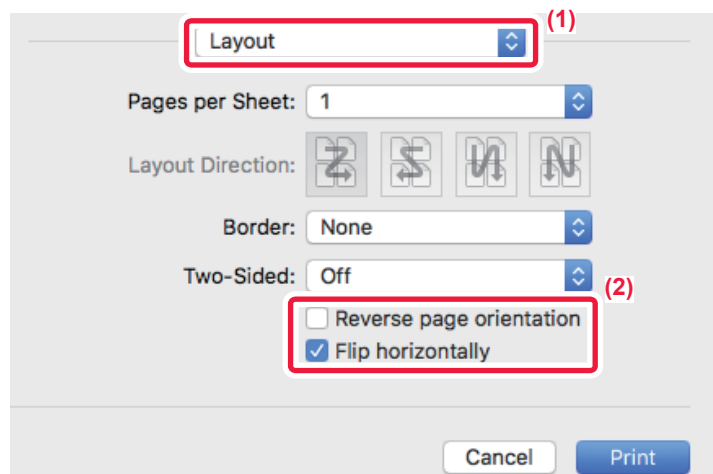 (1)
Layout
Pages per Sheet: 1
Layout Direction:
Border: None
Two-Sided: Off
(2)
Reverse page orientation
Flip horizontally
Cancel Print